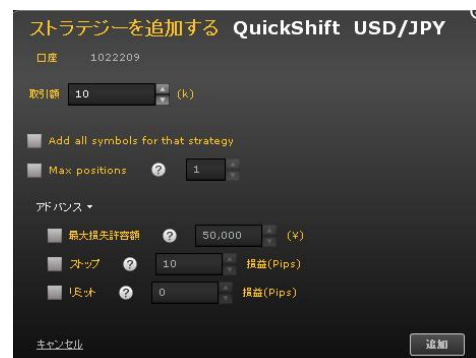 ストラテジーを追加する QuickShift USD/JPY
口座 1022209
取引額 10 (k)
Add all symbols for that strategy
Max positions ? 1
アドバンス
最大損失許容額 ? 50,000 (¥)
ストップ ? 10 損益(Pips)
リミット ? 0 損益(Pips)
キャンセル 追加